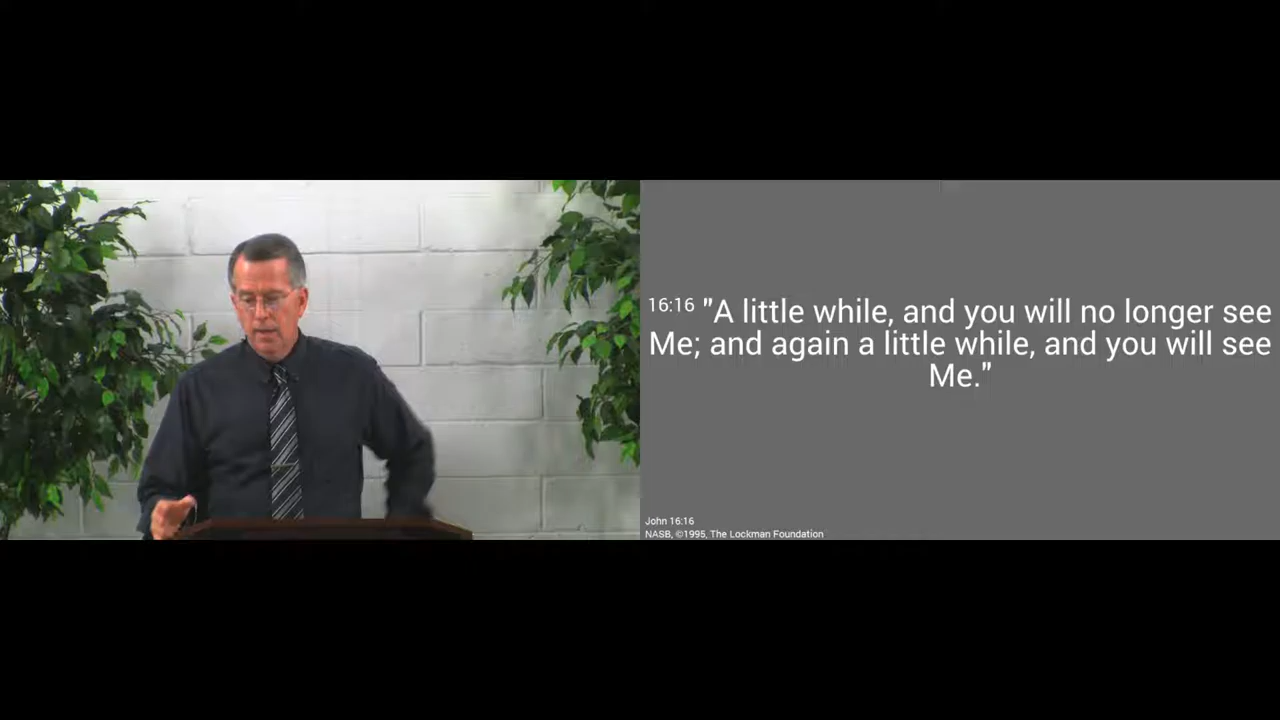 16:16 "A little while, and you will no longer see
Me; and again a little while, and you will see
Me."
John 16:16
NASB, ©1995, The Lockman Foundation